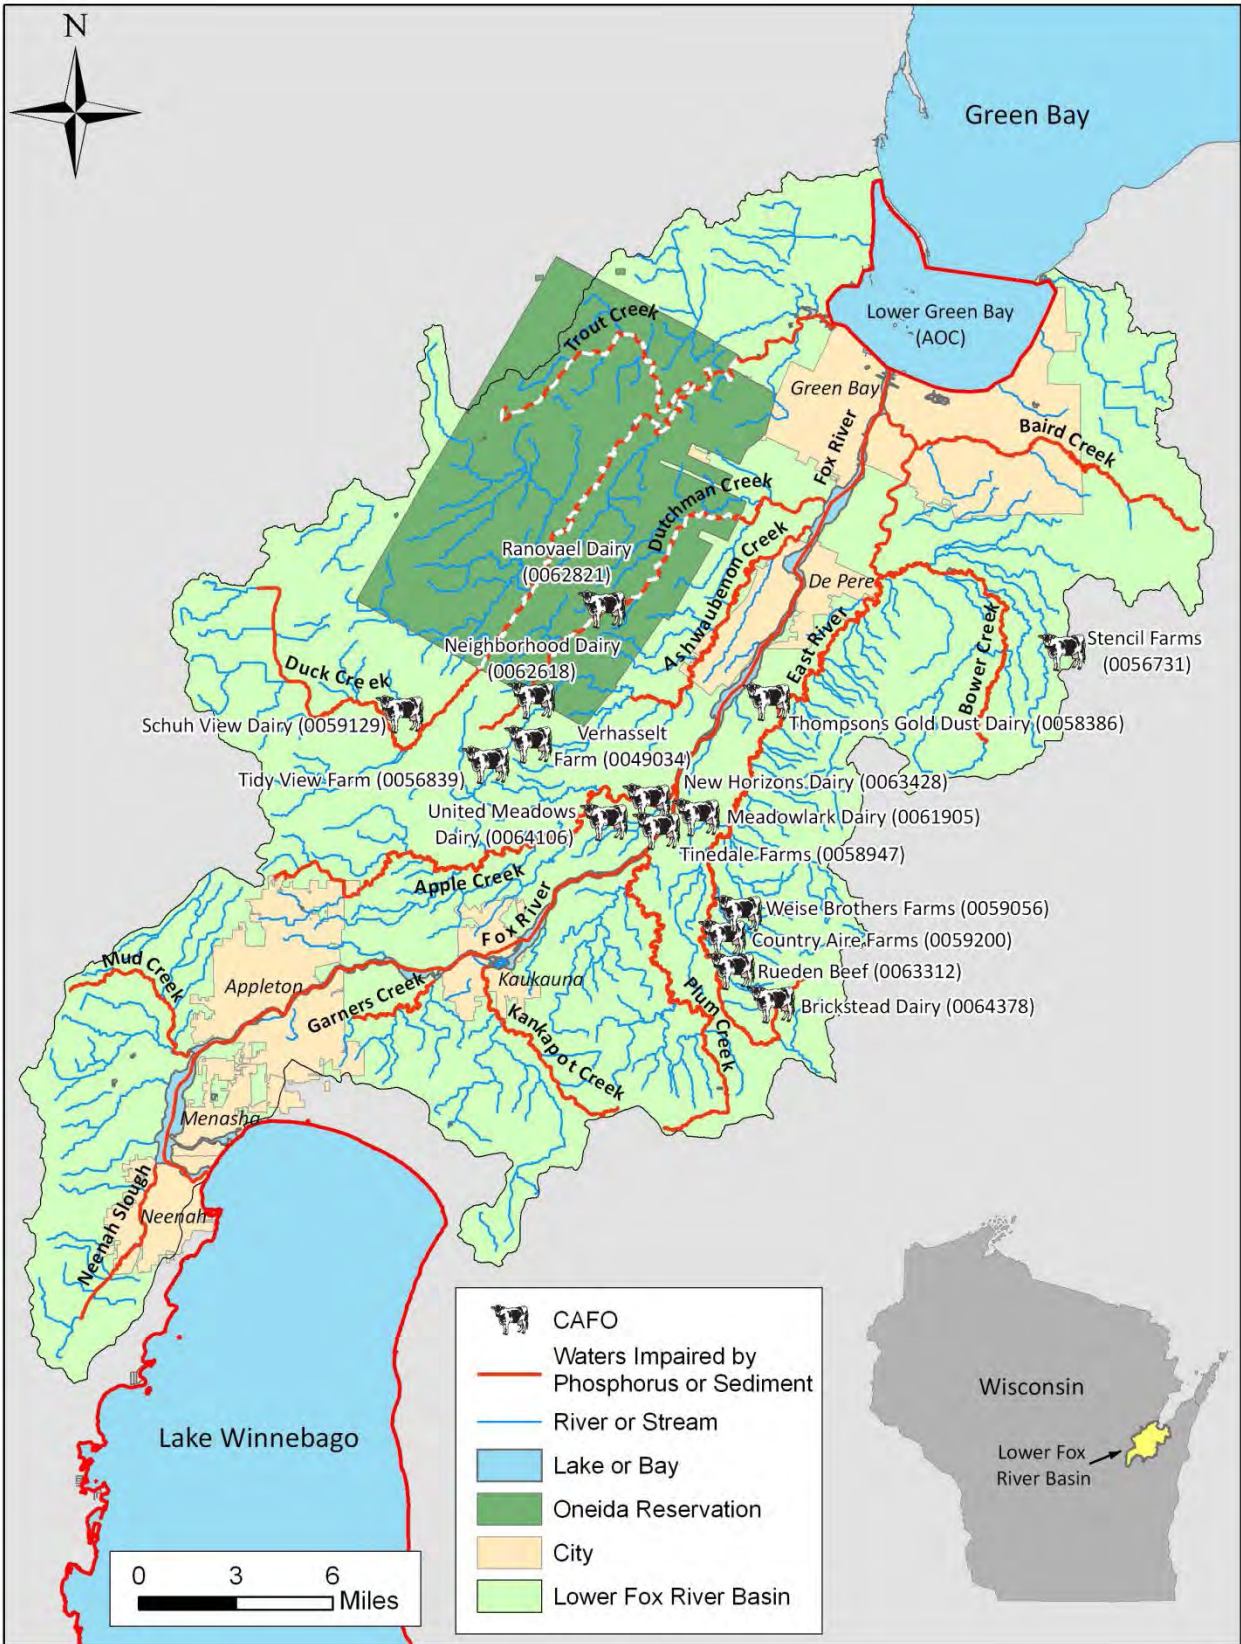 N
Green Bay
Lower Green Bay
(AOC)
Trout Creek
Green Bay
Fox River
Baird Creek
Dutchman Creek
Ranovael Dairy
(0062821)
Ashwaubenon Creek
De Pere
East River
Bower Creek
Stencil Farms
(0056731)
Neighborhood Dairy
(0062618)
Duck Creek
Schuh View Dairy (0059129)
Thompsons Gold Dust Dairy (0058386)
Verhasselt
Farm (0049034)
Tidy View Farm (0056839)
New Horizons Dairy (0063428)
United Meadows
Dairy (0064106)
Meadowlark Dairy (0061905)
Tinedale Farms (0058947)
Apple Creek
Fox River
Weise Brothers Farms (0059056)
Country Aire Farms (0059200)
Rueden Beef (0063312)
Brickstead Dairy (0064378)
Mud Creek
Appleton
Garners Creek
Kaukauna
Plum Creek
Kankapot Creek
Menasha
Neenah Slough
Neenah
Lake Winnebago
CAFO
Waters Impaired by
Phosphorus or Sediment
River or Stream
Lake or Bay
Oneida Reservation
City
Lower Fox River Basin
0 3 6
Miles
Wisconsin
Lower Fox
River Basin